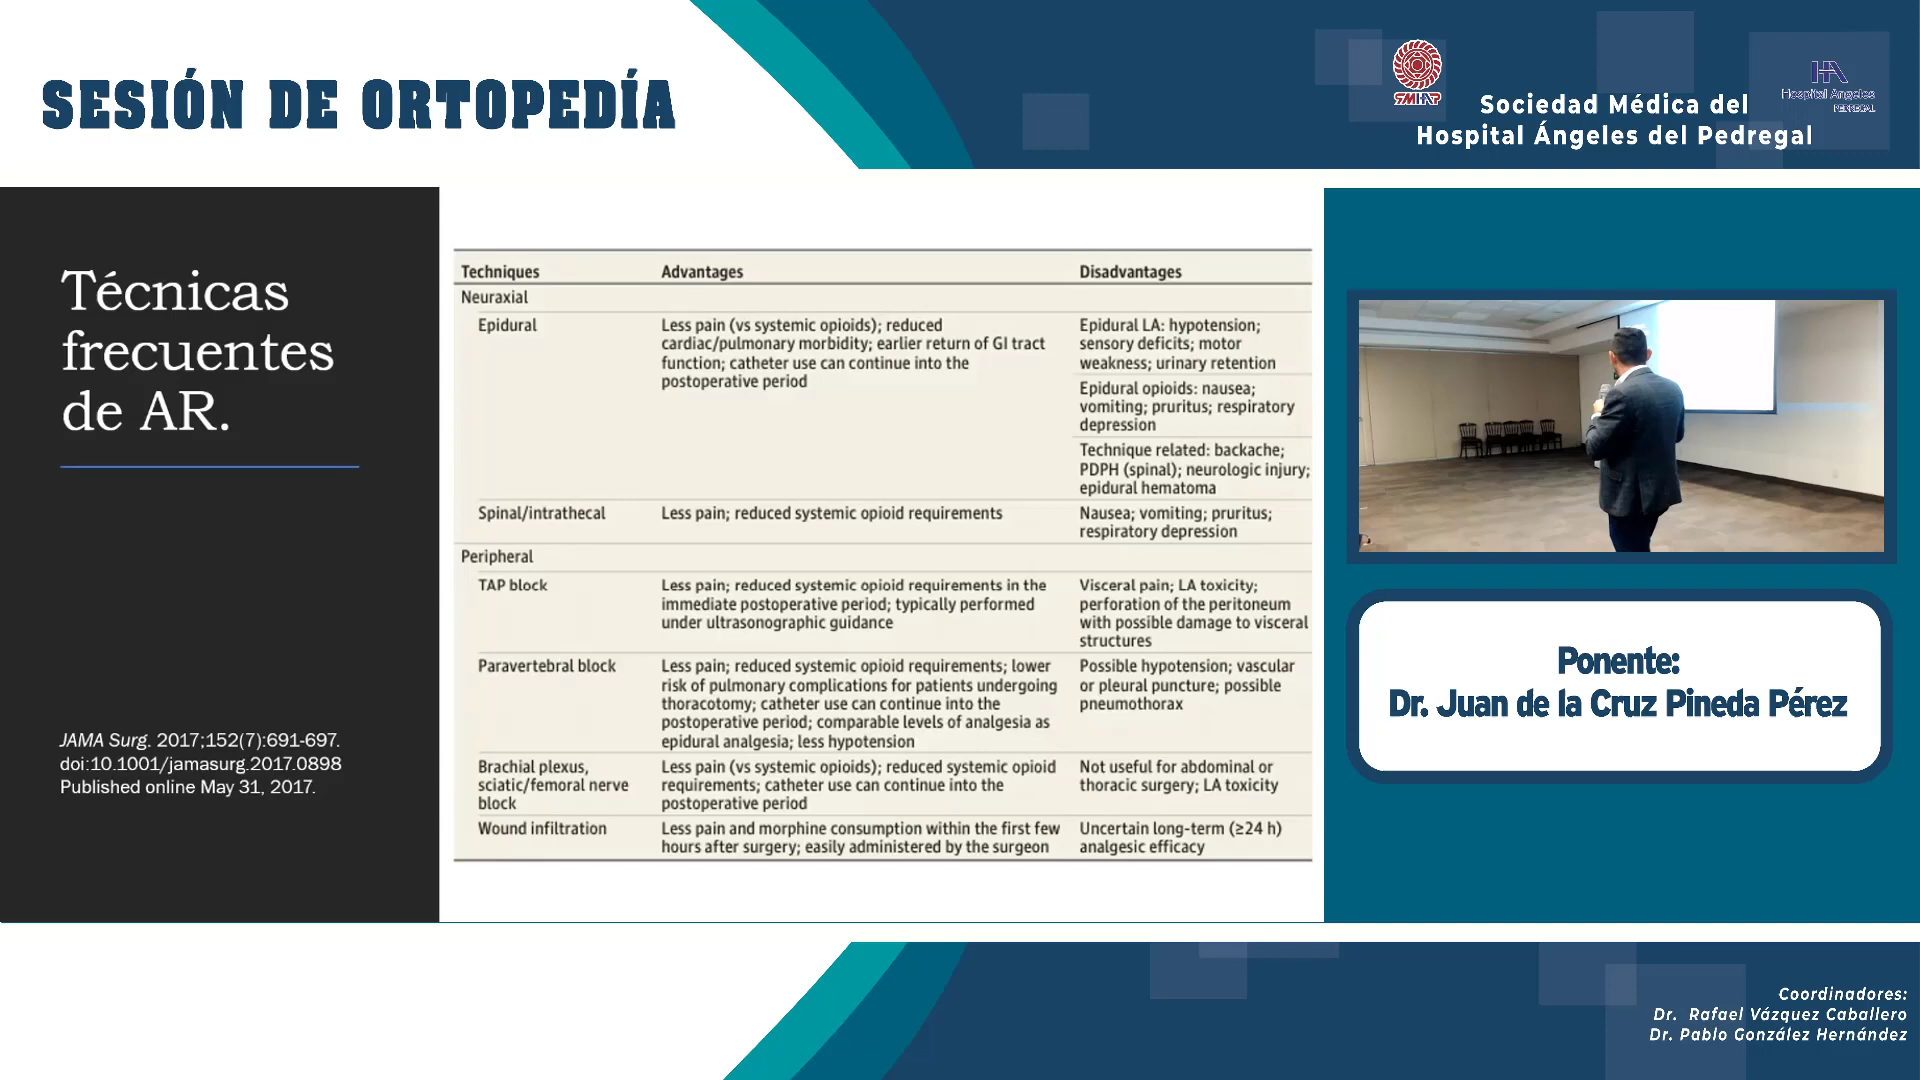 SESIÓN DE ORTOPEDÍA
SMHAP
Sociedad Médica del
Hospital Ángeles del Pedregal
HA
Hospital Angeles
PEDREGAL
Técnicas
frecuentes
de AR.
JAMA Surg. 2017;152(7):691-697.
doi:10.1001/jamasurg.2017.0898
Published online May 31, 2017.
Techniques Advantages Disadvantages
Neuraxial
Epidural
Less pain (vs systemic opioids); reduced
cardiac/pulmonary morbidity; earlier return of GI tract
function; catheter use can continue into the
postoperative period
Epidural LA: hypotension;
sensory deficits; motor
weakness; urinary retention
Epidural opioids: nausea;
vomiting; pruritus; respiratory
depression
Technique related: backache;
PDPH (spinal); neurologic injury;
epidural hematoma
Spinal/intrathecal
Less pain; reduced systemic opioid requirements
Nausea; vomiting; pruritus;
respiratory depression
Peripheral
TAP block
Less pain; reduced systemic opioid requirements in the
immediate postoperative period; typically performed
under ultrasonographic guidance
Visceral pain; LA toxicity;
perforation of the peritoneum
with possible damage to visceral
structures
Paravertebral block
Less pain; reduced systemic opioid requirements; lower
risk of pulmonary complications for patients undergoing
thoracotomy; catheter use can continue into the
postoperative period; comparable levels of analgesia as
epidural analgesia; less hypotension
Possible hypotension; vascular
or pleural puncture; possible
pneumothorax
Brachial plexus,
sciatic/femoral nerve
block
Less pain (vs systemic opioids); reduced systemic opioid
requirements; catheter use can continue into the
postoperative period
Not useful for abdominal or
thoracic surgery; LA toxicity
Wound infiltration
Less pain and morphine consumption within the first few
hours after surgery; easily administered by the surgeon
Uncertain long-term (≥24 h)
analgesic efficacy
Ponente:
Dr. Juan de la Cruz Pineda Pérez
Coordinadores:
Dr. Rafael Vázquez Caballero
Dr. Pablo González Hernández